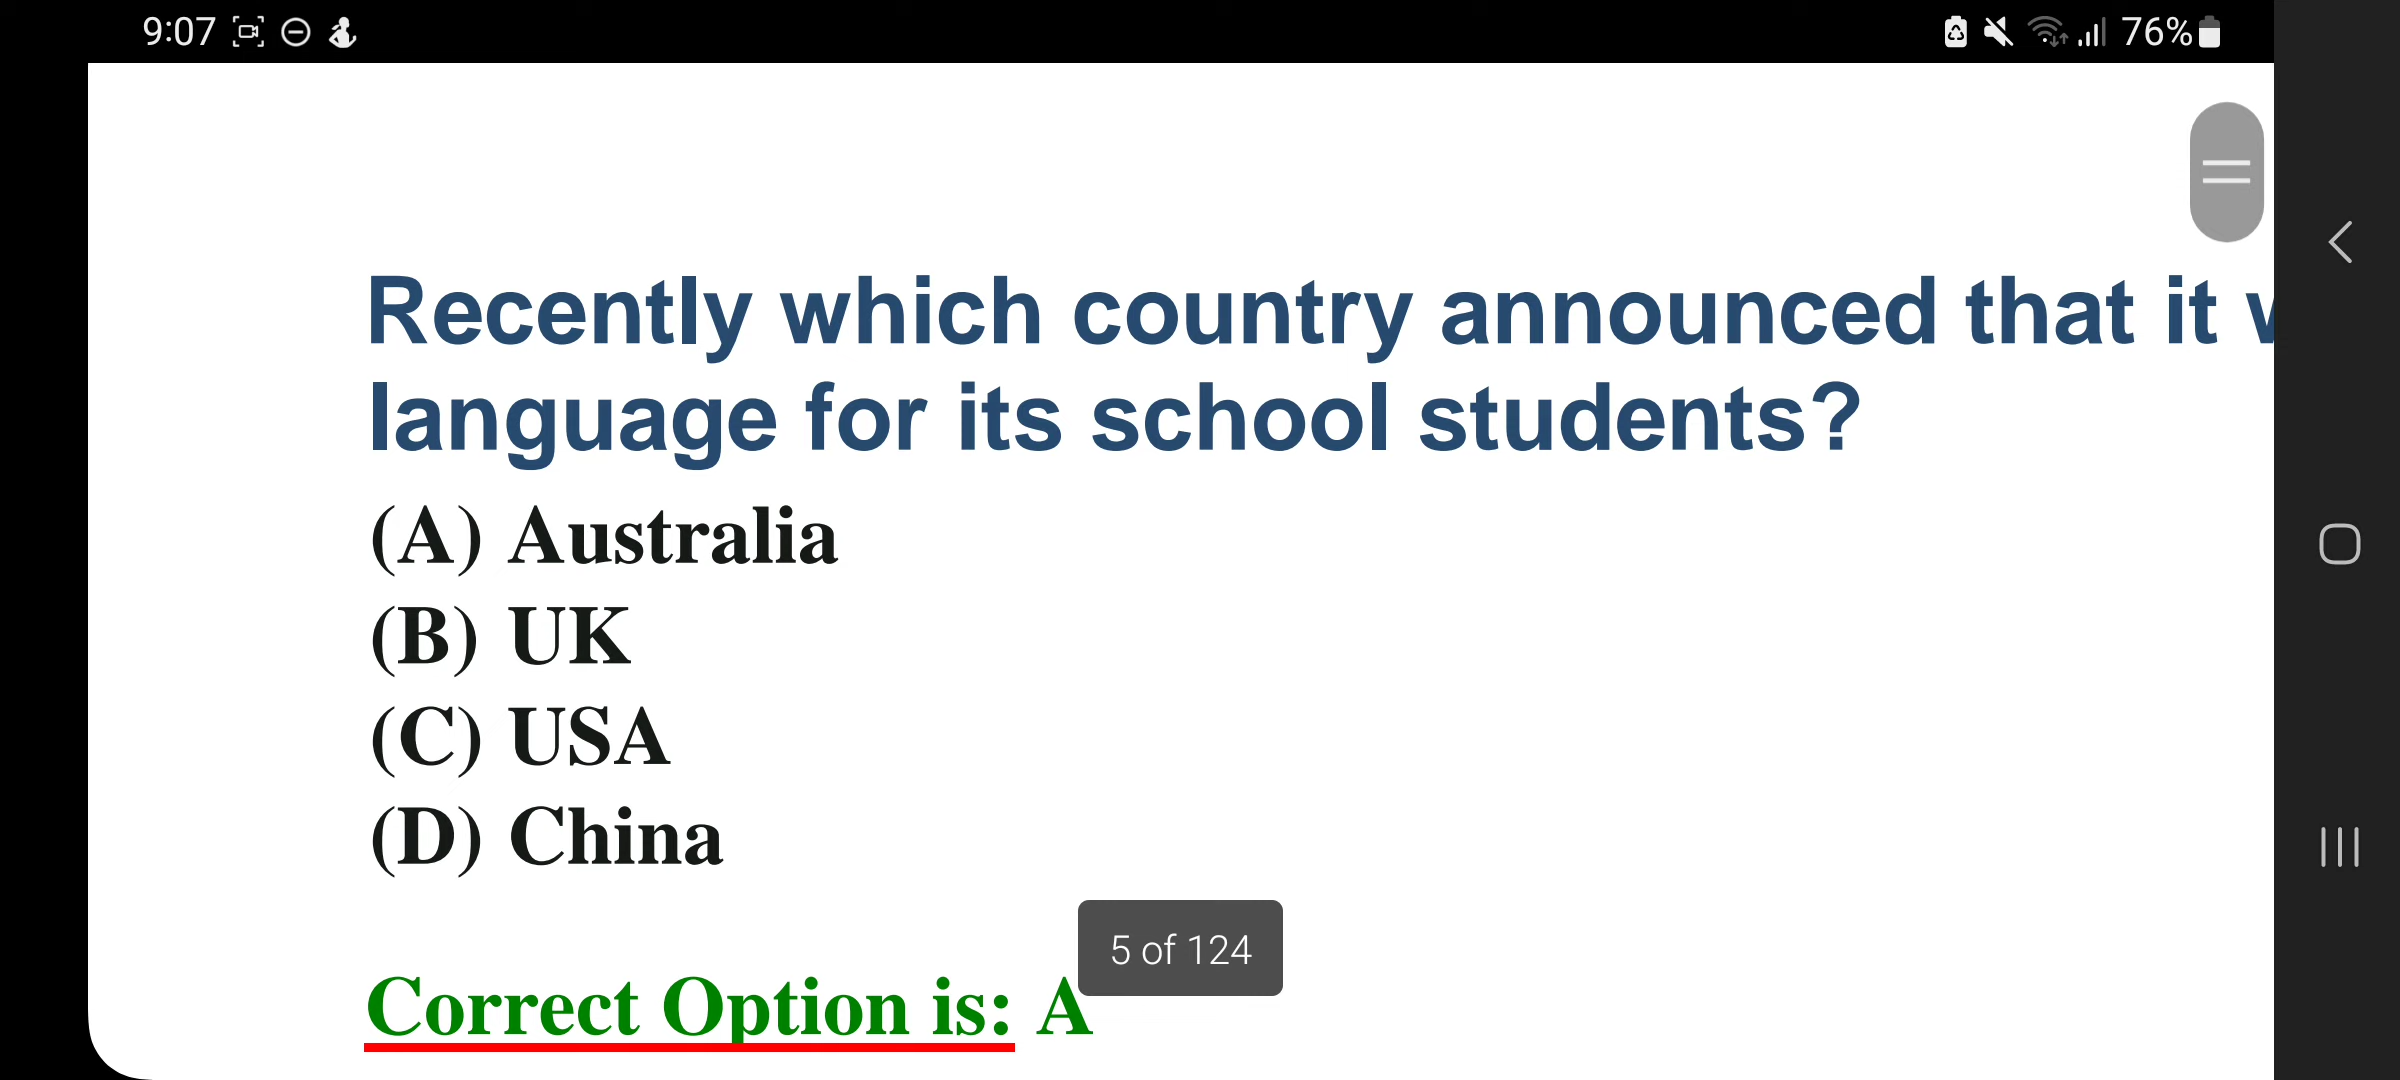 9:07 76%
Recently which country announced that it
language for its school students?
(A) Australia
(B) UK
(C) USA
(D) China
5 of 124
Correct Option is: A